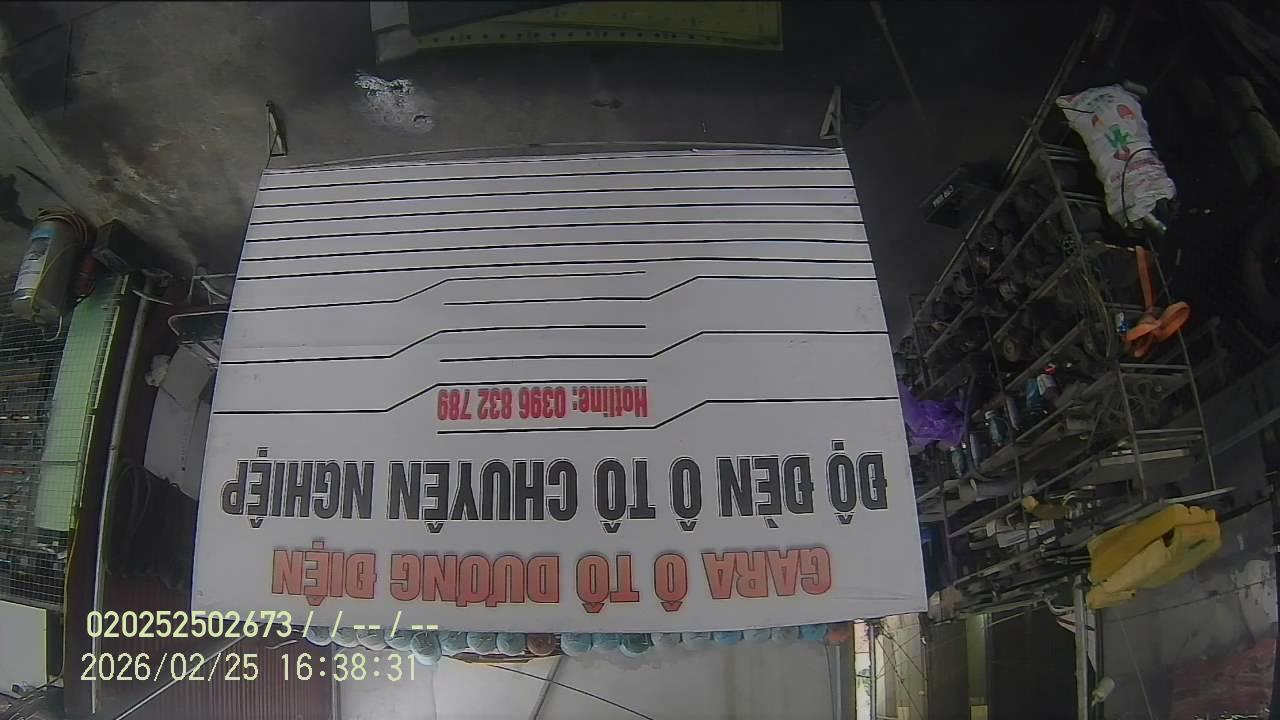 GARA Ô TÔ DƯƠNG ĐIỆN
ĐỘ ĐÈN Ô TÔ CHUYÊN NGHIỆP
Hotline: 0396 832 789
020252502673 / / -- / --
2026/02/25 16:38:31